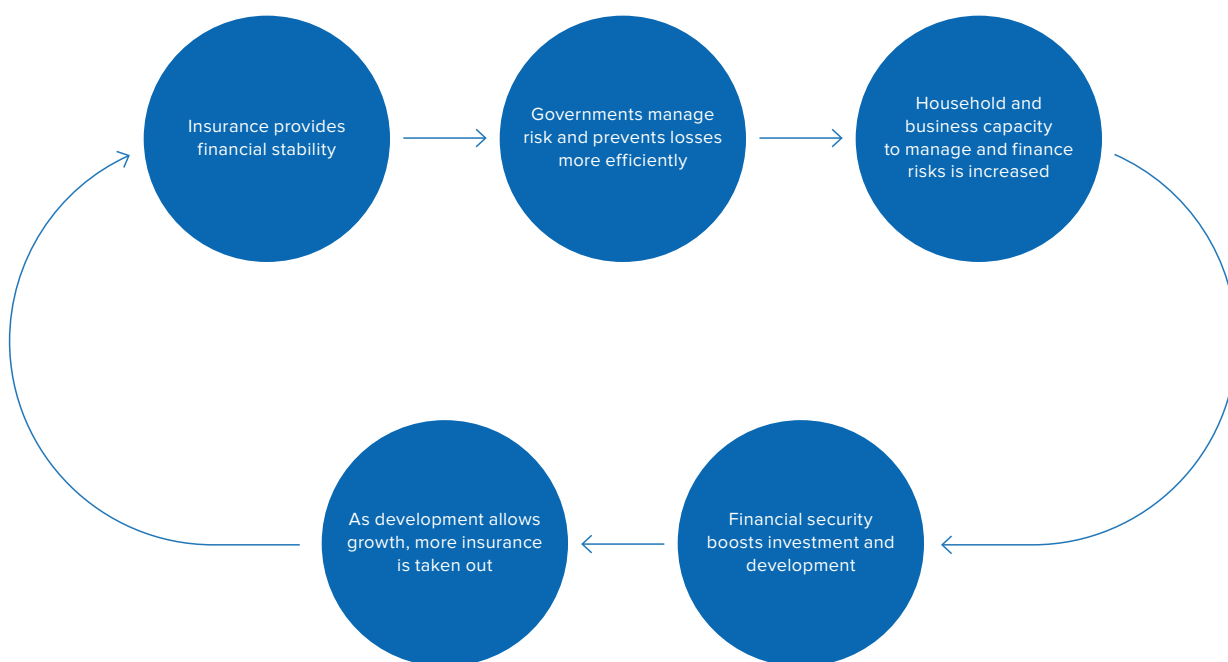 Insurance provides
financial stability
Governments manage
risk and prevents losses
more efficiently
Household and
business capacity
to manage and finance
risks is increased
Financial security
boosts investment and
development
As development allows
growth, more insurance
is taken out